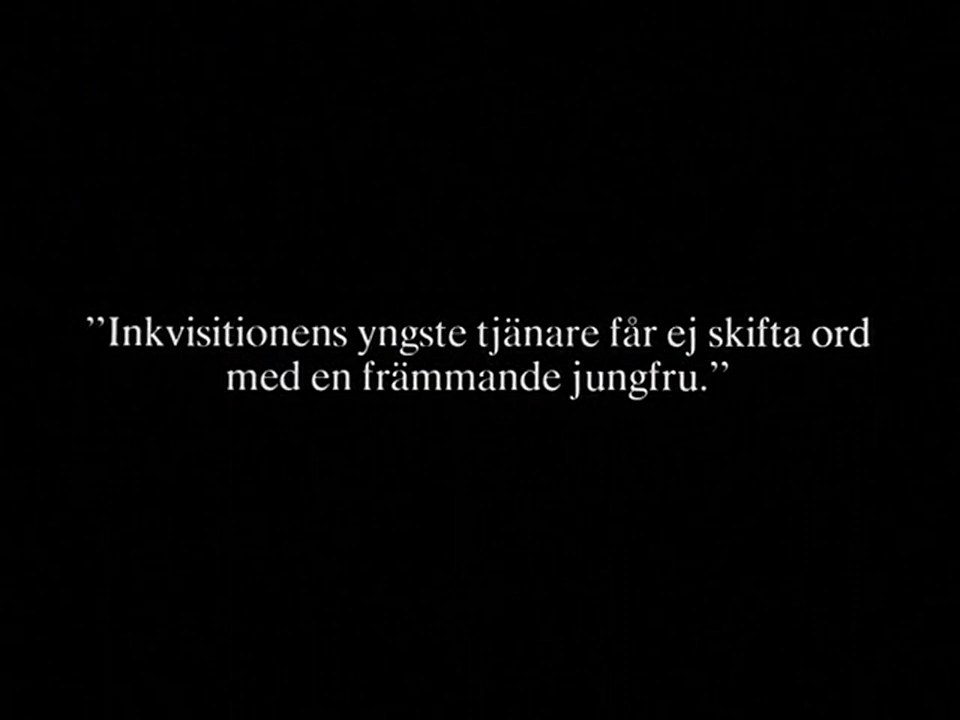 ”Inkvisitionens yngste tjänare får ej skifta ord
med en främmande jungfru.”